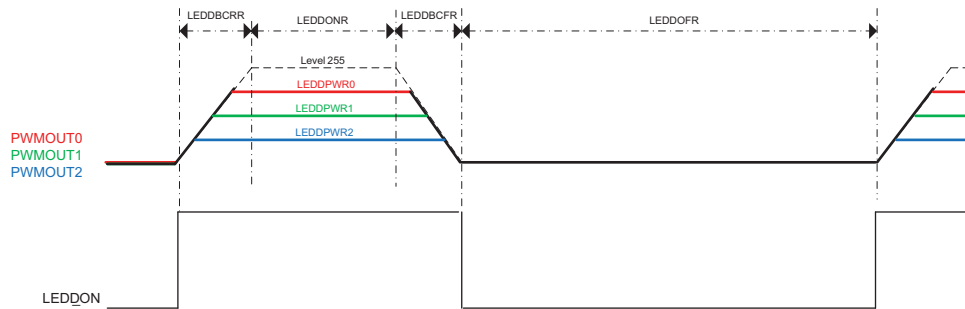 LEDDBCRR LEDDONR LEDDBCFR LEDDOFR
Level 255
LEDDPWR0
LEDDPWR1
LEDDPWR2
PWMOUT0
PWMOUT1
PWMOUT2
LEDDON